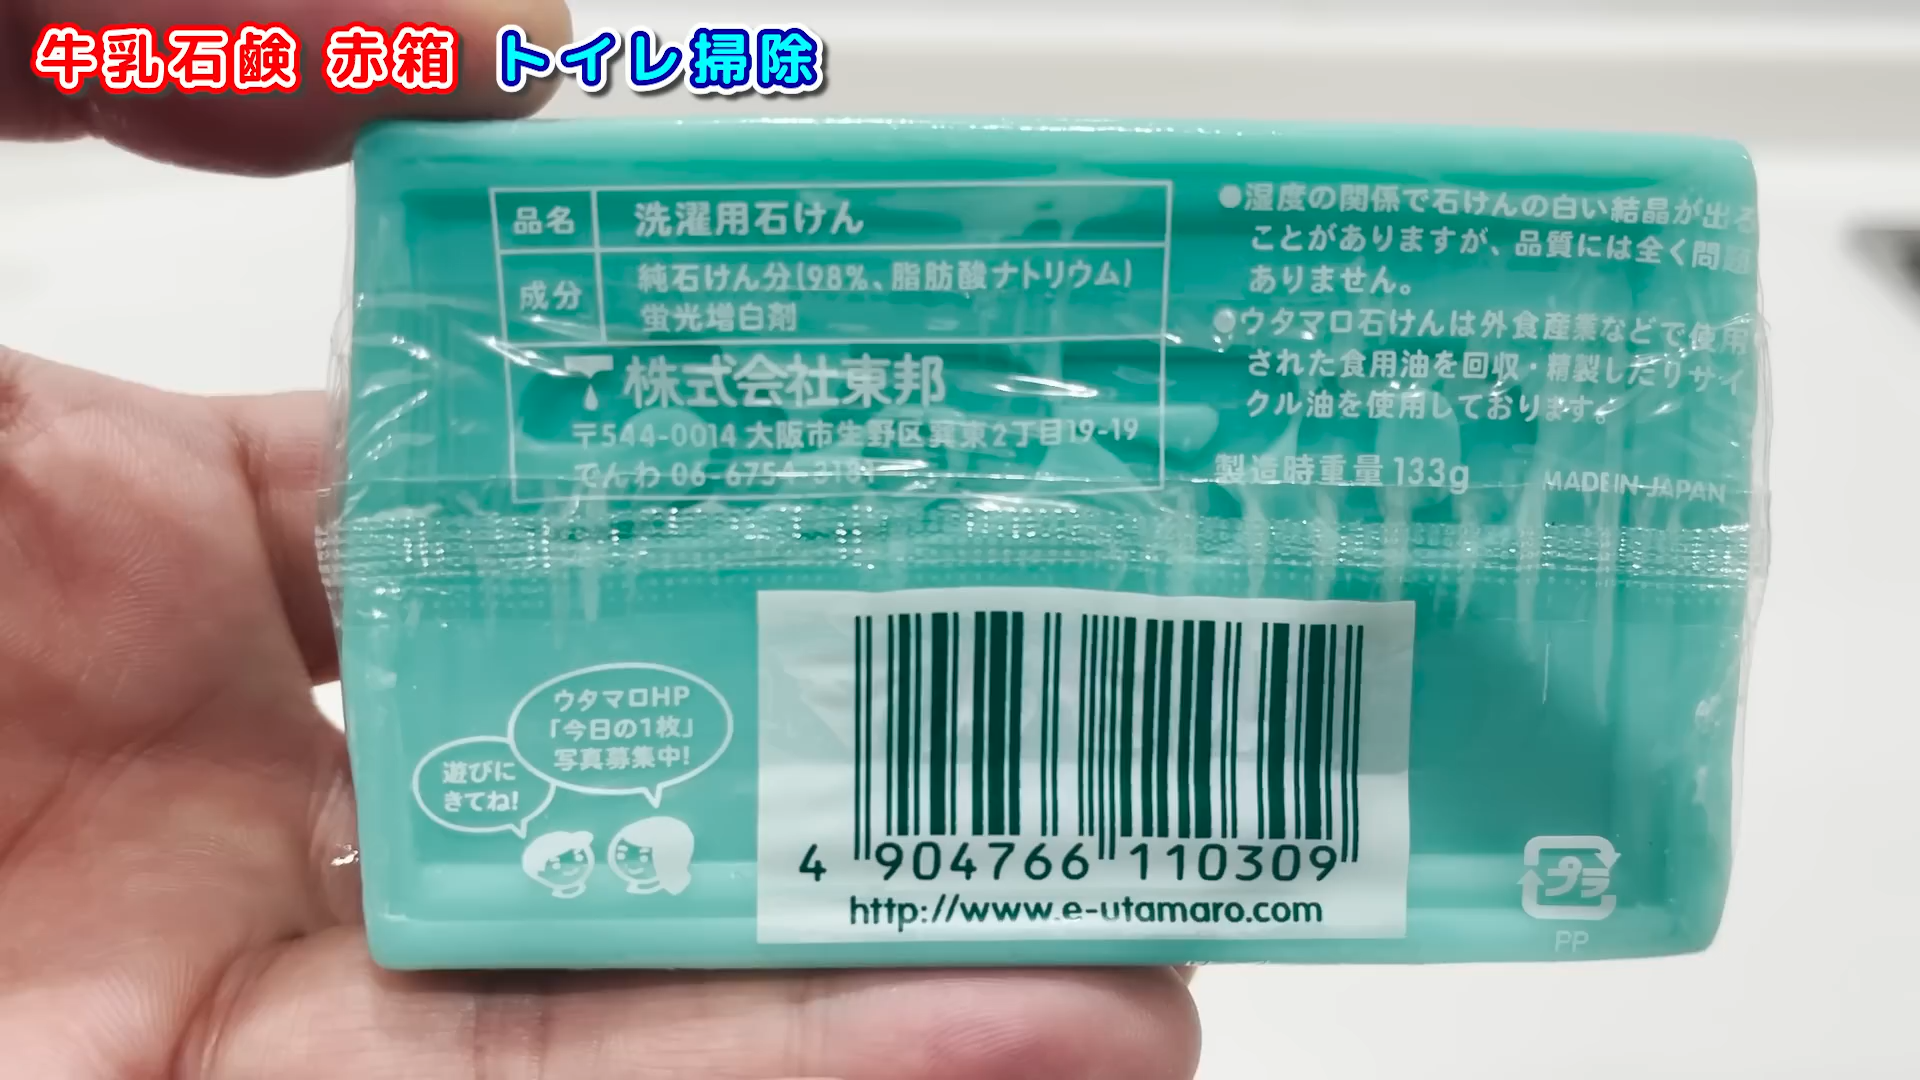 牛乳石鹸 赤箱 トイレ掃除
品名 洗濯用石けん
成分 純石けん分(98%、脂肪酸ナトリウム)
蛍光増白剤
株式会社東邦
〒544-0014 大阪市生野区巽東2丁目19-19
でんわ 06-6754-3181
●湿度の関係で石けんの白い結晶が出る
ことがありますが、品質には全く問題
ありません。
●ウタマロ石けんは外食産業などで使用
された食用油を回収・精製したリサイ
クル油を使用しております。
製造時重量 133g
MADE IN JAPAN
ウタマロHP
「今日の1枚」
写真募集中!
遊びに
きてね!
4 904766 110309
http://www.e-utamaro.com
プラ
PP